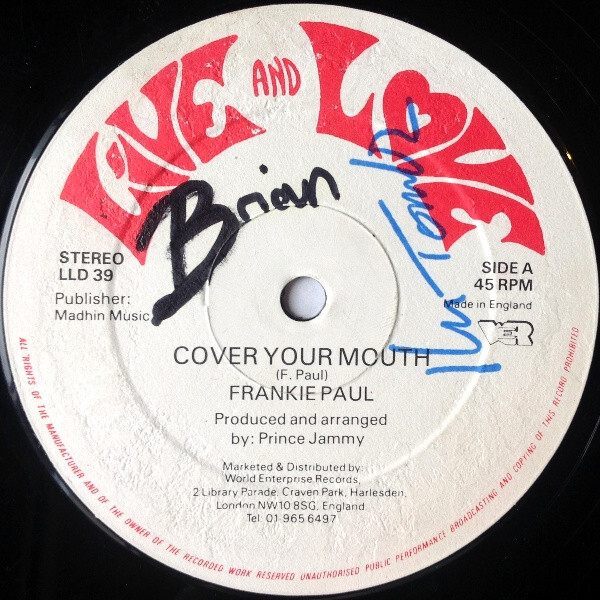 LIVE AND LOVE
Brian
STEREO
LLD 39
Publisher:
Madhin Music
SIDE A
45 RPM
Made in England
WER
COVER YOUR MOUTH
(F. Paul)
FRANKIE PAUL
Produced and arranged
by: Prince Jammy
Marketed & Distributed by:
World Enterprise Records,
2 Library Parade, Craven Park, Harlesden,
London NW10 8SG, England
Tel: 01 965 6497
ALL RIGHTS OF THE MANUFACTURER AND OF THE OWNER OF THE RECORDED WORK RESERVED UNAUTHORISED PUBLIC PERFORMANCE BROADCASTING AND COPYING OF THIS RECORD PROHIBITED